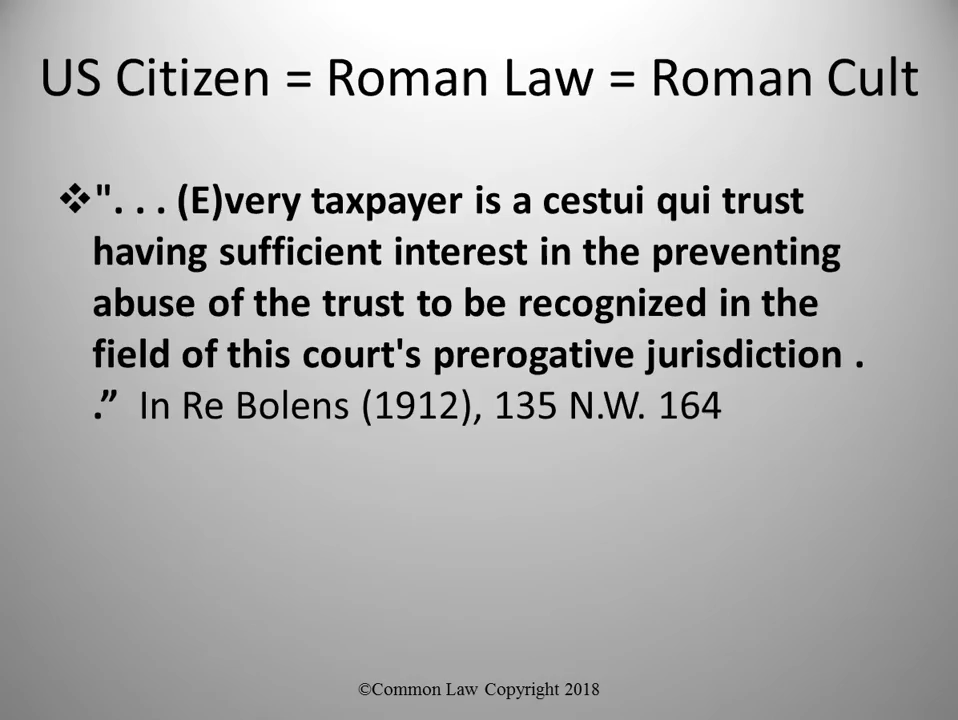 US Citizen = Roman Law = Roman Cult
❖". . . (E)very taxpayer is a cestui qui trust
having sufficient interest in the preventing
abuse of the trust to be recognized in the
field of this court's prerogative jurisdiction .
.” In Re Bolens (1912), 135 N.W. 164
©Common Law Copyright 2018